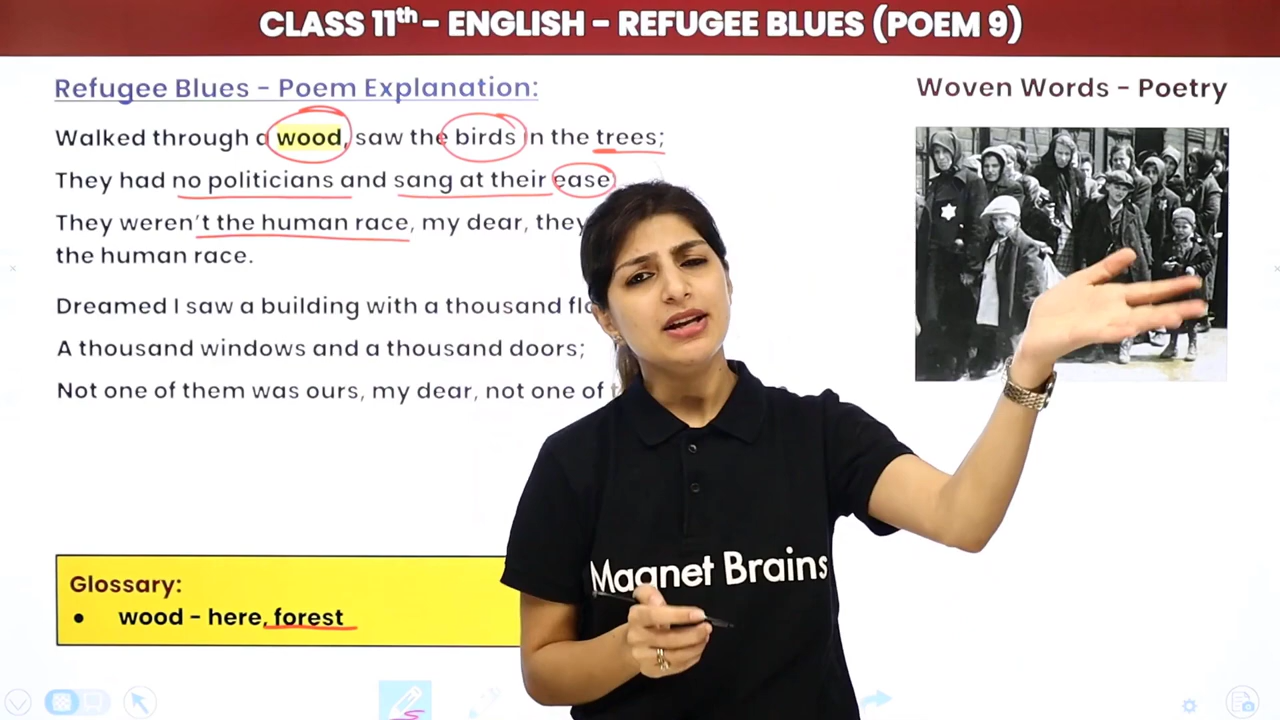 CLASS 11th - ENGLISH - REFUGEE BLUES (POEM 9)
Refugee Blues - Poem Explanation:
Woven Words - Poetry
Walked through a wood, saw the birds in the trees;
They had no politicians and sang at their ease
They weren't the human race, my dear, they
the human race.
Dreamed I saw a building with a thousand
A thousand windows and a thousand doors;
Not one of them was ours, my dear, not one of
Glossary:
• wood - here, forest
Magnet Brains